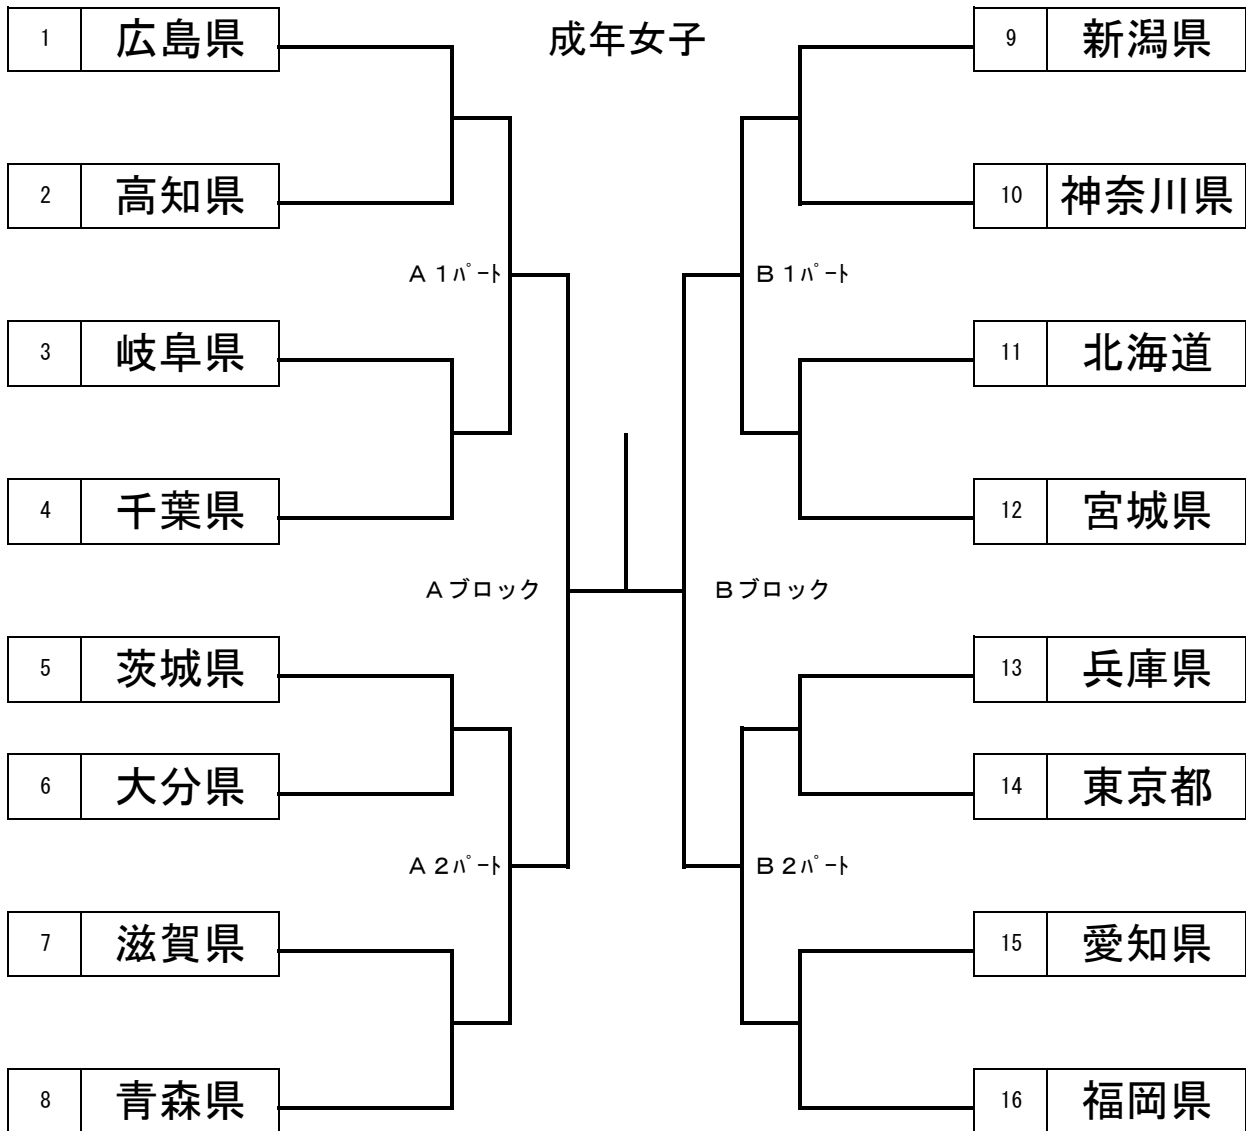 成年女子
1 広島県
2 高知県
A 1ﾊﾟｰﾄ
3 岐阜県
4 千葉県
Aブロック
5 茨城県
6 大分県
A 2ﾊﾟｰﾄ
7 滋賀県
8 青森県
9 新潟県
10 神奈川県
B 1ﾊﾟｰﾄ
11 北海道
12 宮城県
Bブロック
13 兵庫県
14 東京都
B 2ﾊﾟｰﾄ
15 愛知県
16 福岡県